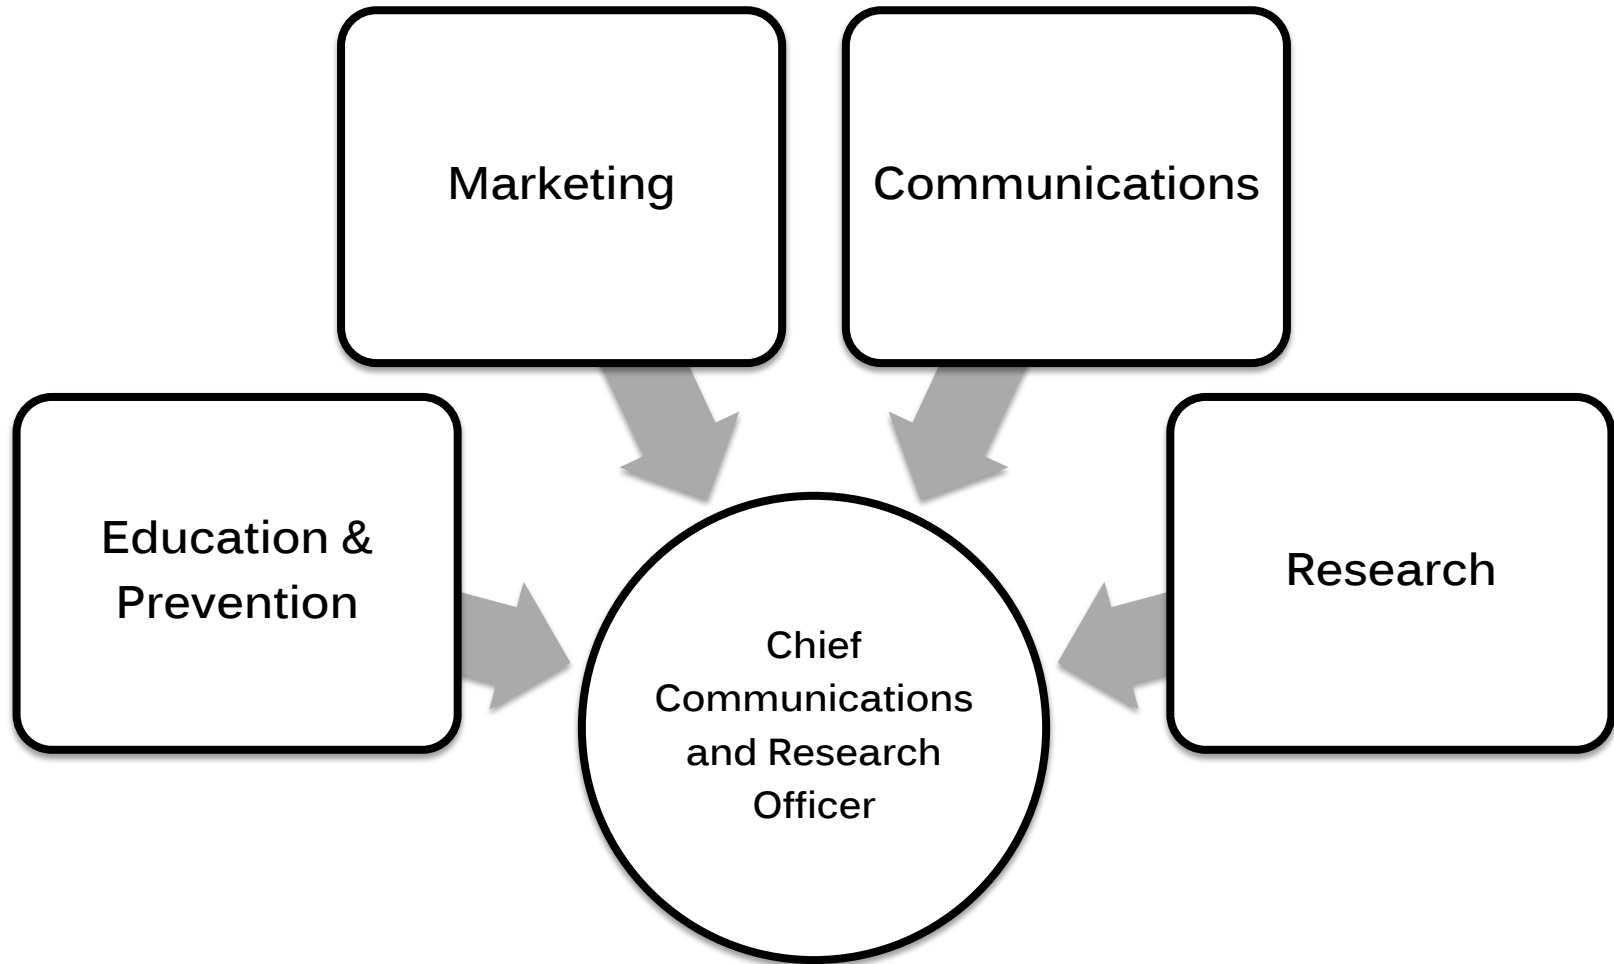 Marketing
Communications
Education &
Prevention
Research
Chief
Communications
and Research
Officer